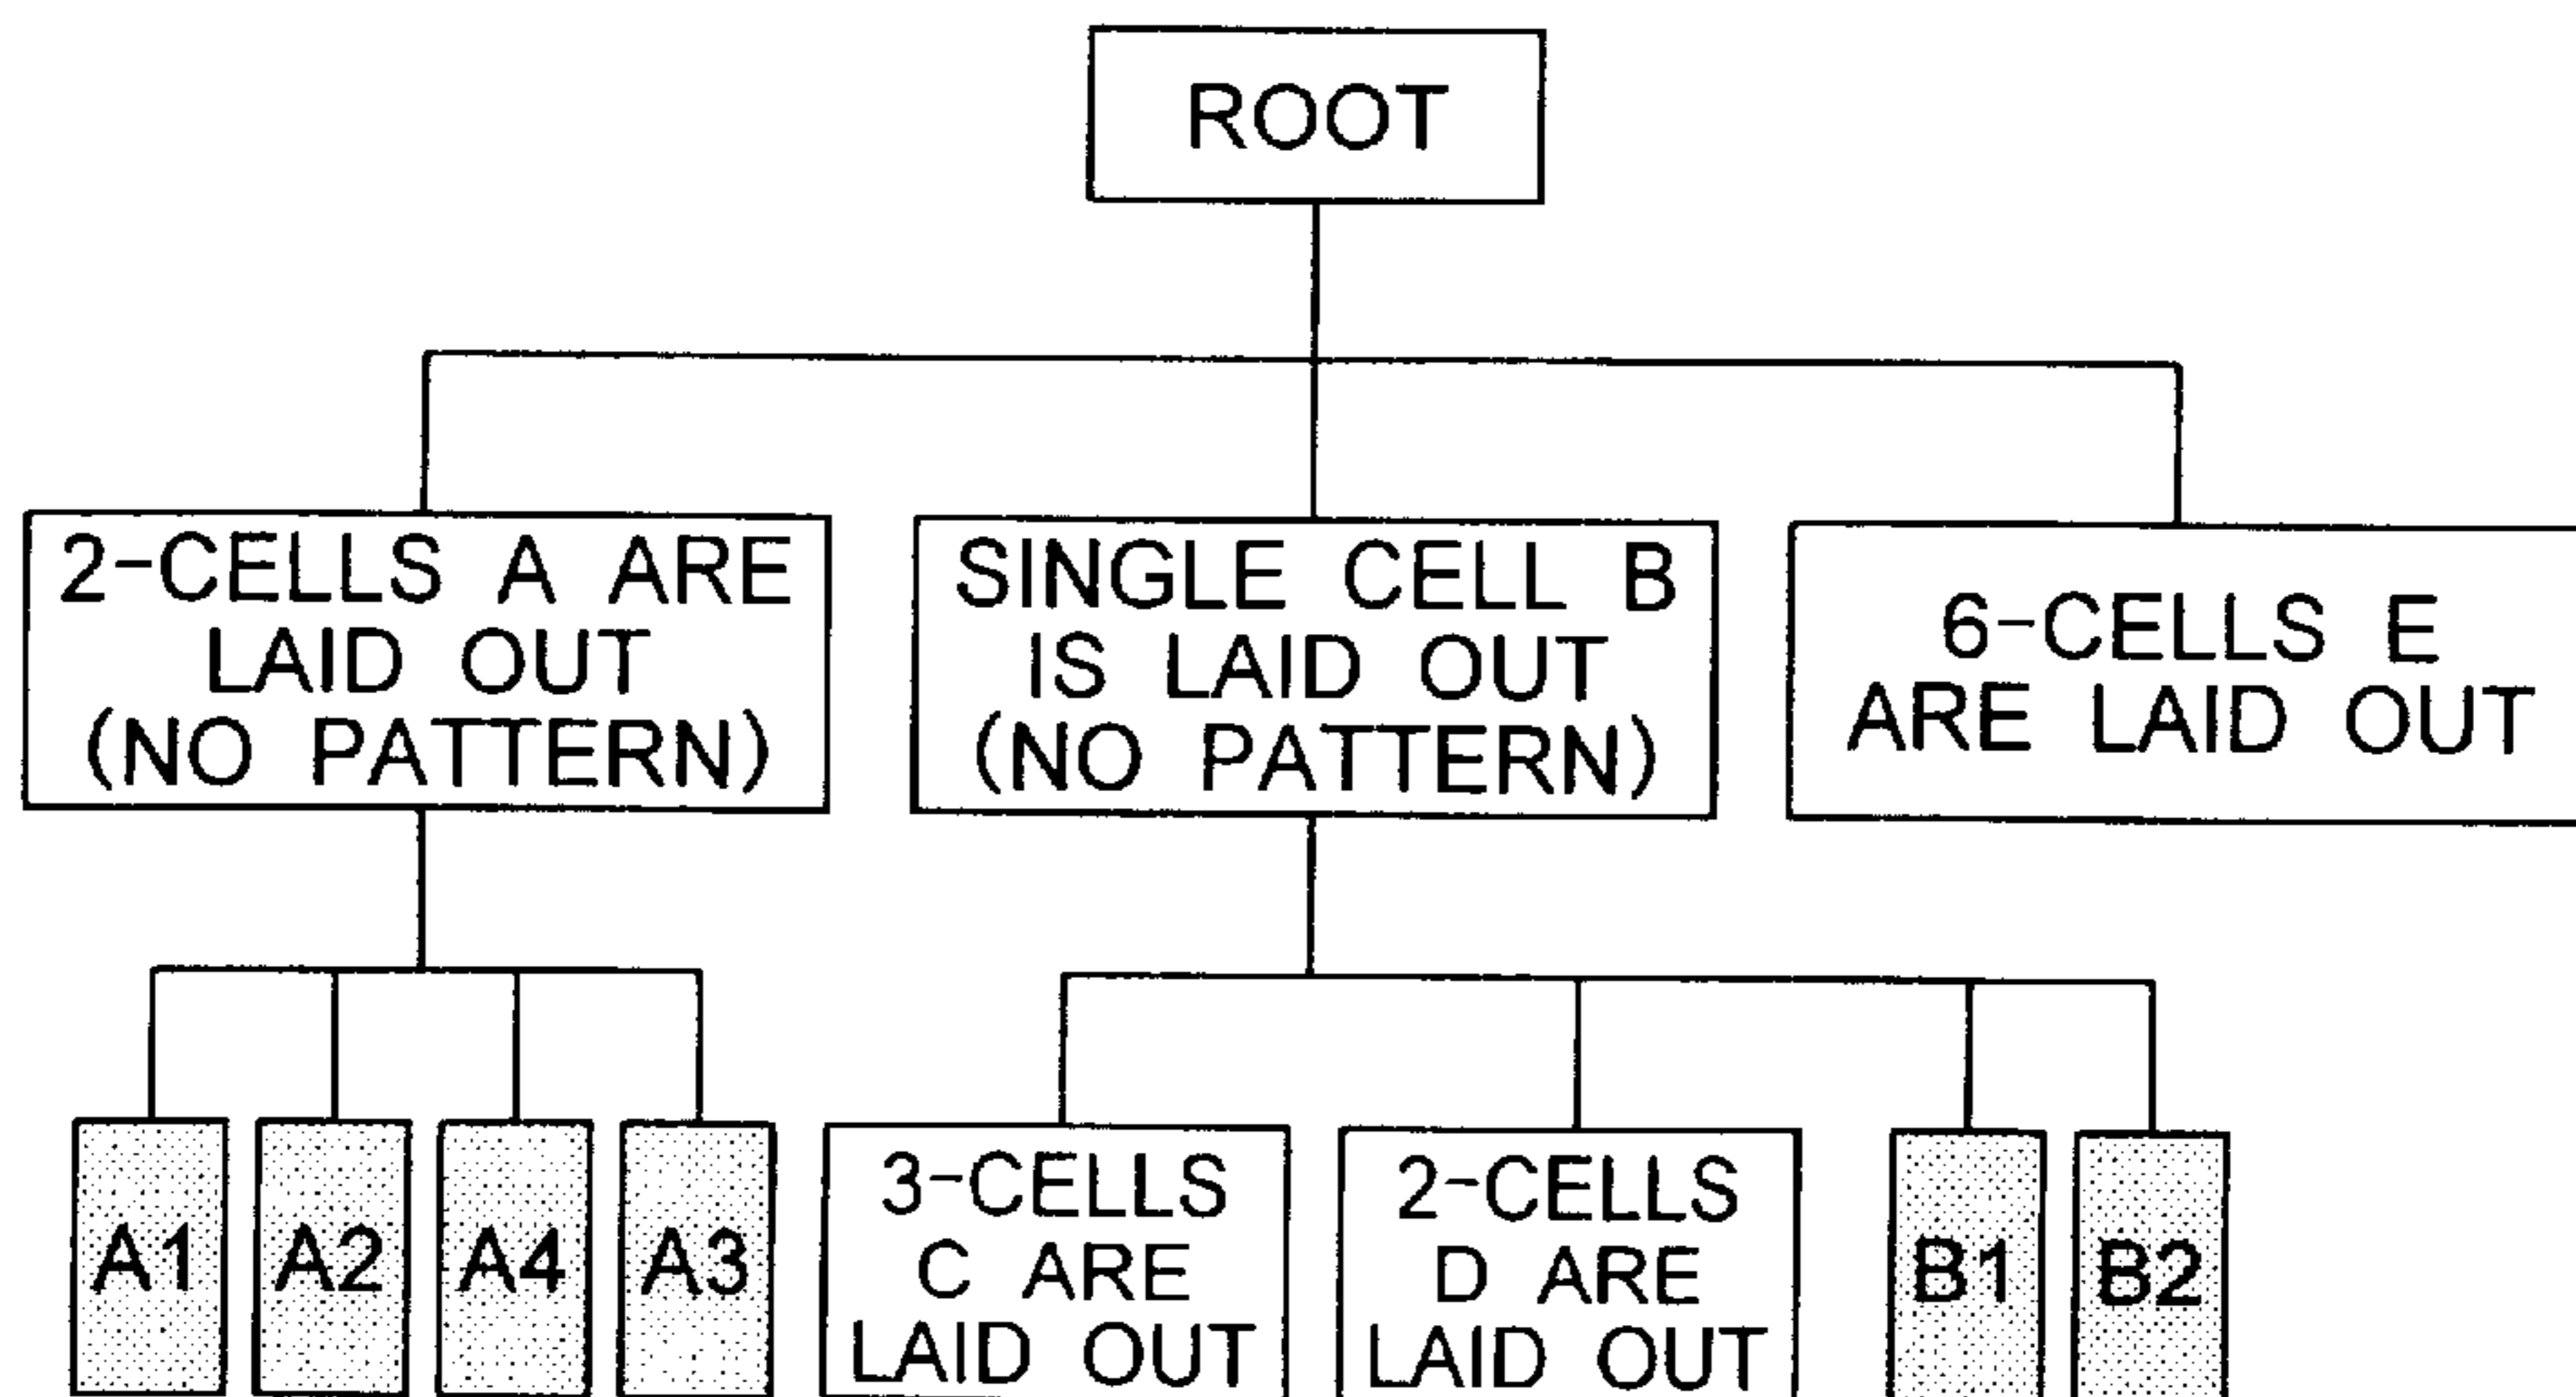 ROOT
2-CELLS A ARE
LAID OUT
(NO PATTERN)
SINGLE CELL B
IS LAID OUT
(NO PATTERN)
6-CELLS E
ARE LAID OUT
A1
A2
A4
A3
3-CELLS
C ARE
LAID OUT
2-CELLS
D ARE
LAID OUT
B1
B2